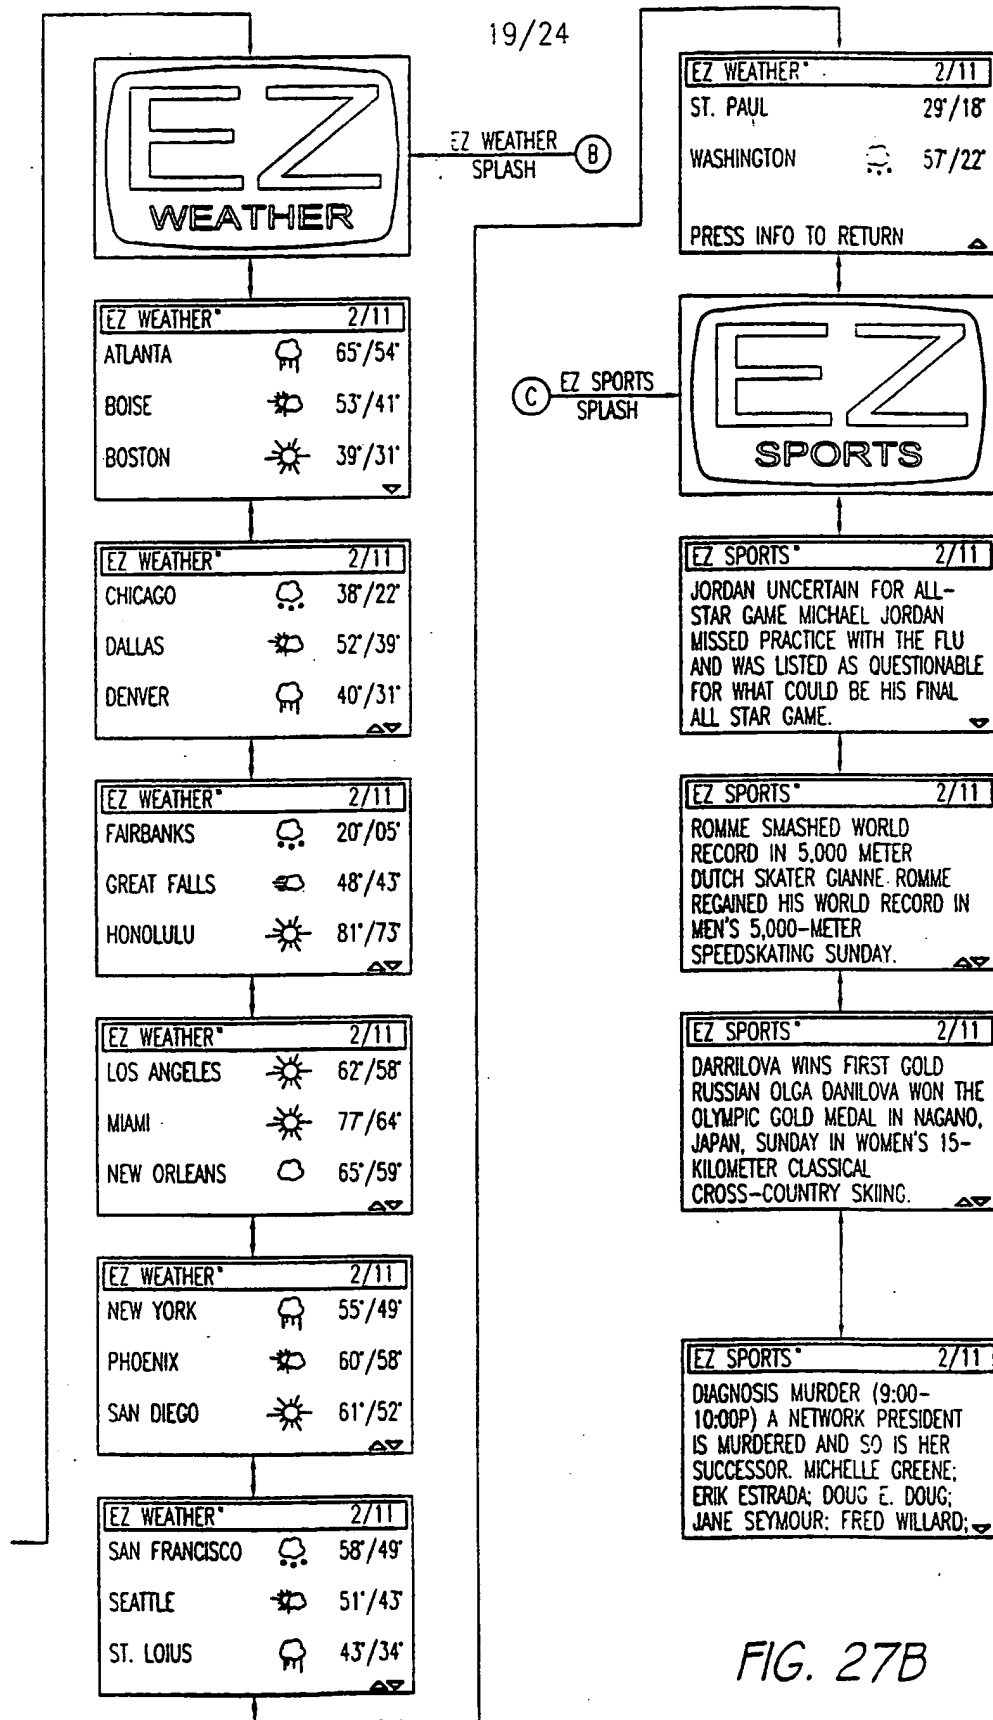 19/24
EZ
WEATHER
EZ WEATHER
SPLASH
B
EZ WEATHER° 2/11
ATLANTA 65°/54°
BOISE 53°/41°
BOSTON 39°/31°
EZ WEATHER° 2/11
CHICAGO 38°/22°
DALLAS 52°/39°
DENVER 40°/31°
EZ WEATHER° 2/11
FAIRBANKS 20°/05°
GREAT FALLS 48°/43°
HONOLULU 81°/73°
EZ WEATHER° 2/11
LOS ANGELES 62°/58°
MIAMI 77°/64°
NEW ORLEANS 65°/59°
EZ WEATHER° 2/11
NEW YORK 55°/49°
PHOENIX 60°/58°
SAN DIEGO 61°/52°
EZ WEATHER° 2/11
SAN FRANCISCO 58°/49°
SEATTLE 51°/43°
ST. LOIUS 43°/34°
EZ WEATHER° 2/11
ST. PAUL 29°/18°
WASHINGTON 57°/22°
PRESS INFO TO RETURN
C
EZ SPORTS
SPLASH
EZ
SPORTS
EZ SPORTS° 2/11
JORDAN UNCERTAIN FOR ALL-
STAR GAME MICHAEL JORDAN
MISSED PRACTICE WITH THE FLU
AND WAS LISTED AS QUESTIONABLE
FOR WHAT COULD BE HIS FINAL
ALL STAR GAME.
EZ SPORTS° 2/11
ROMME SMASHED WORLD
RECORD IN 5,000 METER
DUTCH SKATER GIANNE ROMME
REGAINED HIS WORLD RECORD IN
MEN'S 5,000-METER
SPEEDSKATING SUNDAY.
EZ SPORTS° 2/11
DARRILOVA WINS FIRST GOLD
RUSSIAN OLGA DANILOVA WON THE
OLYMPIC GOLD MEDAL IN NAGANO,
JAPAN, SUNDAY IN WOMEN'S 15-
KILOMETER CLASSICAL
CROSS-COUNTRY SKIING.
EZ SPORTS° 2/11
DIAGNOSIS MURDER (9:00-
10:00P) A NETWORK PRESIDENT
IS MURDERED AND SO IS HER
SUCCESSOR. MICHELLE GREENE;
ERIK ESTRADA; DOUG E. DOUG;
JANE SEYMOUR; FRED WILLARD;
FIG. 27B